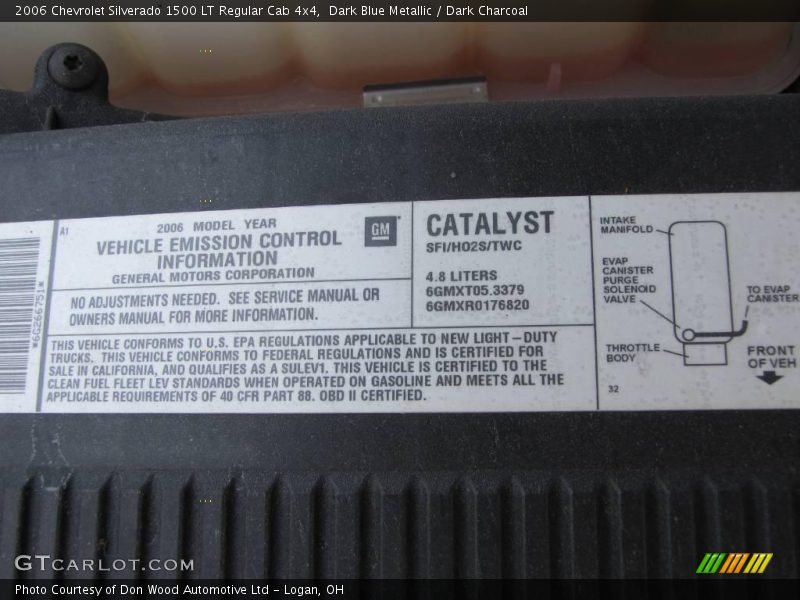 2006 Chevrolet Silverado 1500 LT Regular Cab 4x4,  Dark Blue Metallic / Dark Charcoal
*6G266751*
A1
2006 MODEL YEAR
VEHICLE EMISSION CONTROL
INFORMATION
GENERAL MOTORS CORPORATION
GM
NO ADJUSTMENTS NEEDED. SEE SERVICE MANUAL OR
OWNERS MANUAL FOR MORE INFORMATION.
CATALYST
SFI/HO2S/TWC
4.8 LITERS
6GMXT05.3379
6GMXR0176820
THIS VEHICLE CONFORMS TO U.S. EPA REGULATIONS APPLICABLE TO NEW LIGHT-DUTY
TRUCKS. THIS VEHICLE CONFORMS TO FEDERAL REGULATIONS AND IS CERTIFIED FOR
SALE IN CALIFORNIA, AND QUALIFIES AS A SULEV1. THIS VEHICLE IS CERTIFIED TO THE
CLEAN FUEL FLEET LEV STANDARDS WHEN OPERATED ON GASOLINE AND MEETS ALL THE
APPLICABLE REQUIREMENTS OF 40 CFR PART 88. OBD II CERTIFIED.
INTAKE
MANIFOLD
EVAP
CANISTER
PURGE
SOLENOID
VALVE
TO EVAP
CANISTER
THROTTLE
BODY
FRONT
OF VEH
32
GTcarlot.com
Photo Courtesy of Don Wood Automotive Ltd - Logan, OH